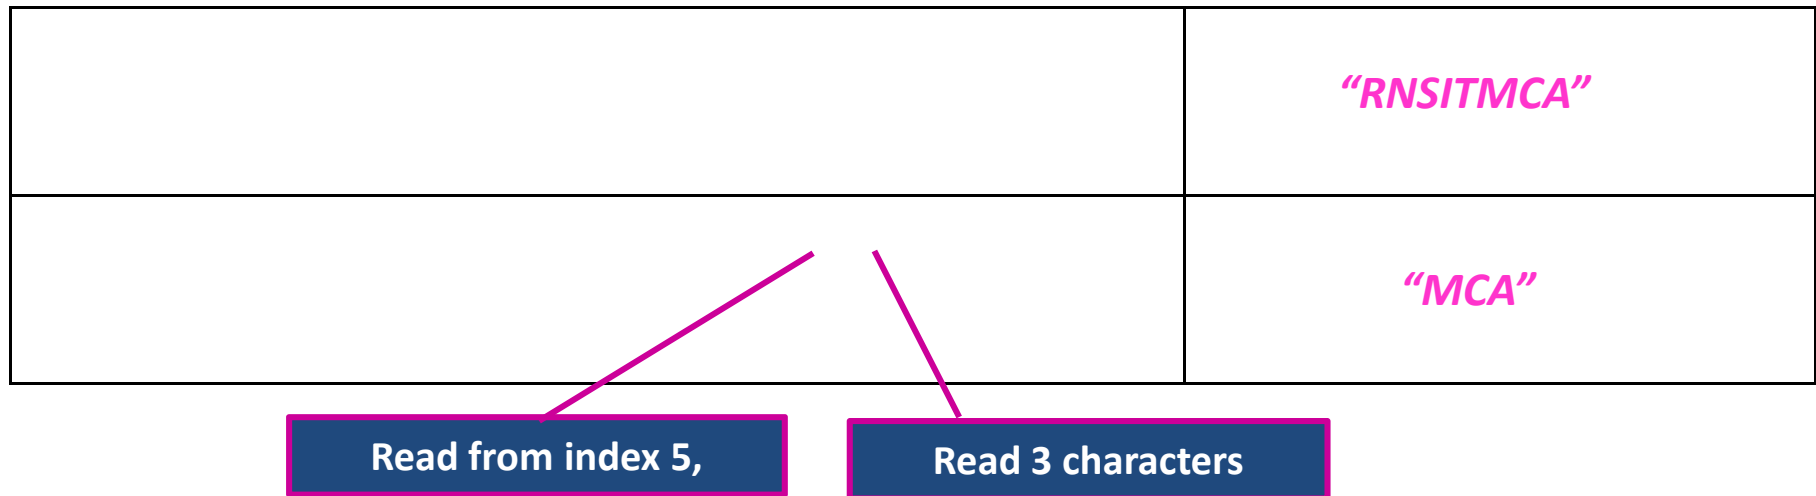 “RNSITMCA”
“MCA”
Read from index 5,
Read 3 characters